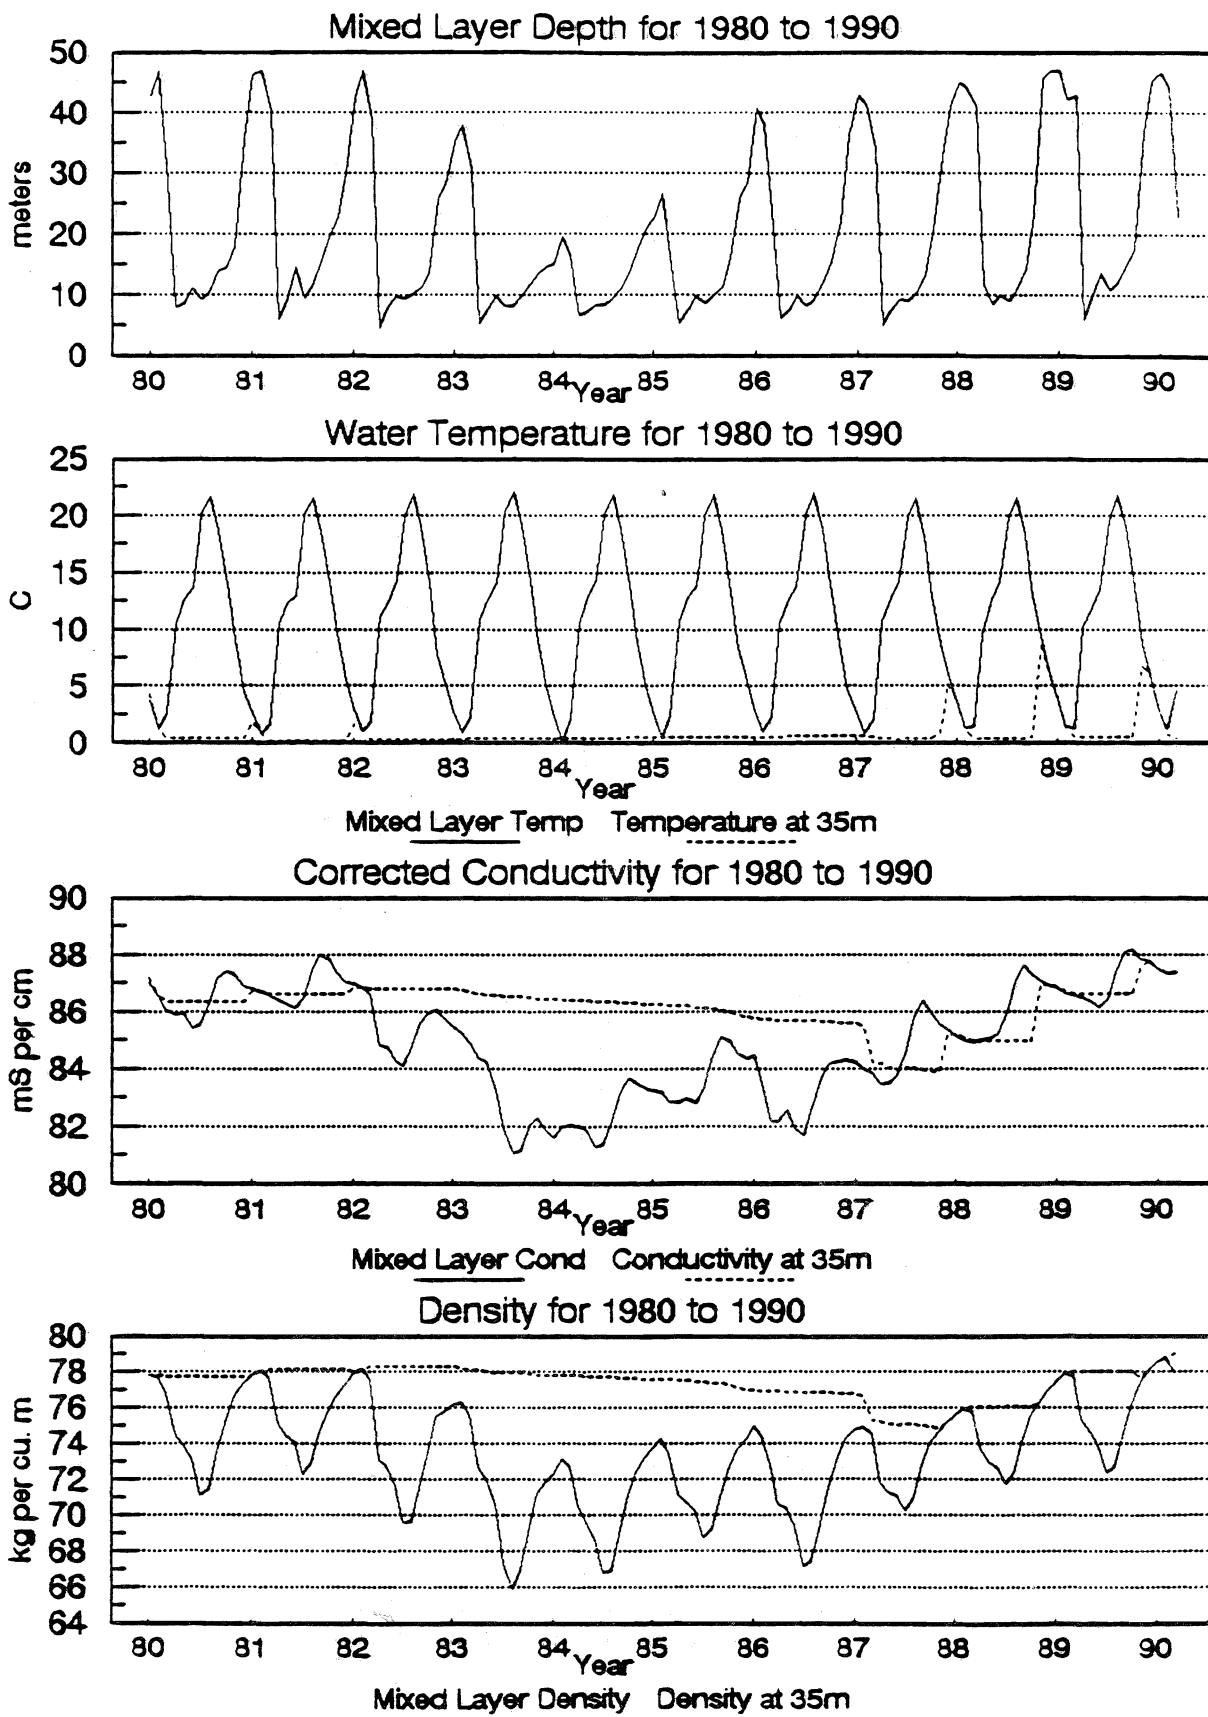 Mixed Layer Depth for 1980 to 1990
50
40
30
20
10
0
meters
80 81 82 83 84 85 86 87 88 89 90
Year
Water Temperature for 1980 to 1990
25
20
15
10
5
0
C
80 81 82 83 84 85 86 87 88 89 90
Year
Mixed Layer Temp Temperature at 35m
Corrected Conductivity for 1980 to 1990
90
88
86
84
82
80
mS per cm
80 81 82 83 84 85 86 87 88 89 90
Year
Mixed Layer Cond Conductivity at 35m
Density for 1980 to 1990
80
78
76
74
72
70
68
66
64
kg per cu. m
80 81 82 83 84 85 86 87 88 89 90
Year
Mixed Layer Density Density at 35m